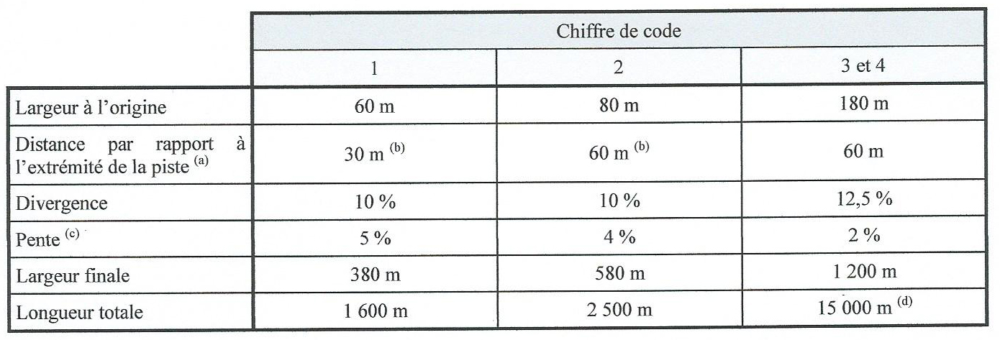 Chiffre de code
1 2 3 et 4
Largeur à l'origine 60 m 80 m 180 m
Distance par rapport à
l'extrémité de la piste (a) 30 m (b) 60 m (b) 60 m
Divergence 10 % 10 % 12,5 %
Pente (c) 5 % 4 % 2 %
Largeur finale 380 m 580 m 1 200 m
Longueur totale 1 600 m 2 500 m 15 000 m (d)